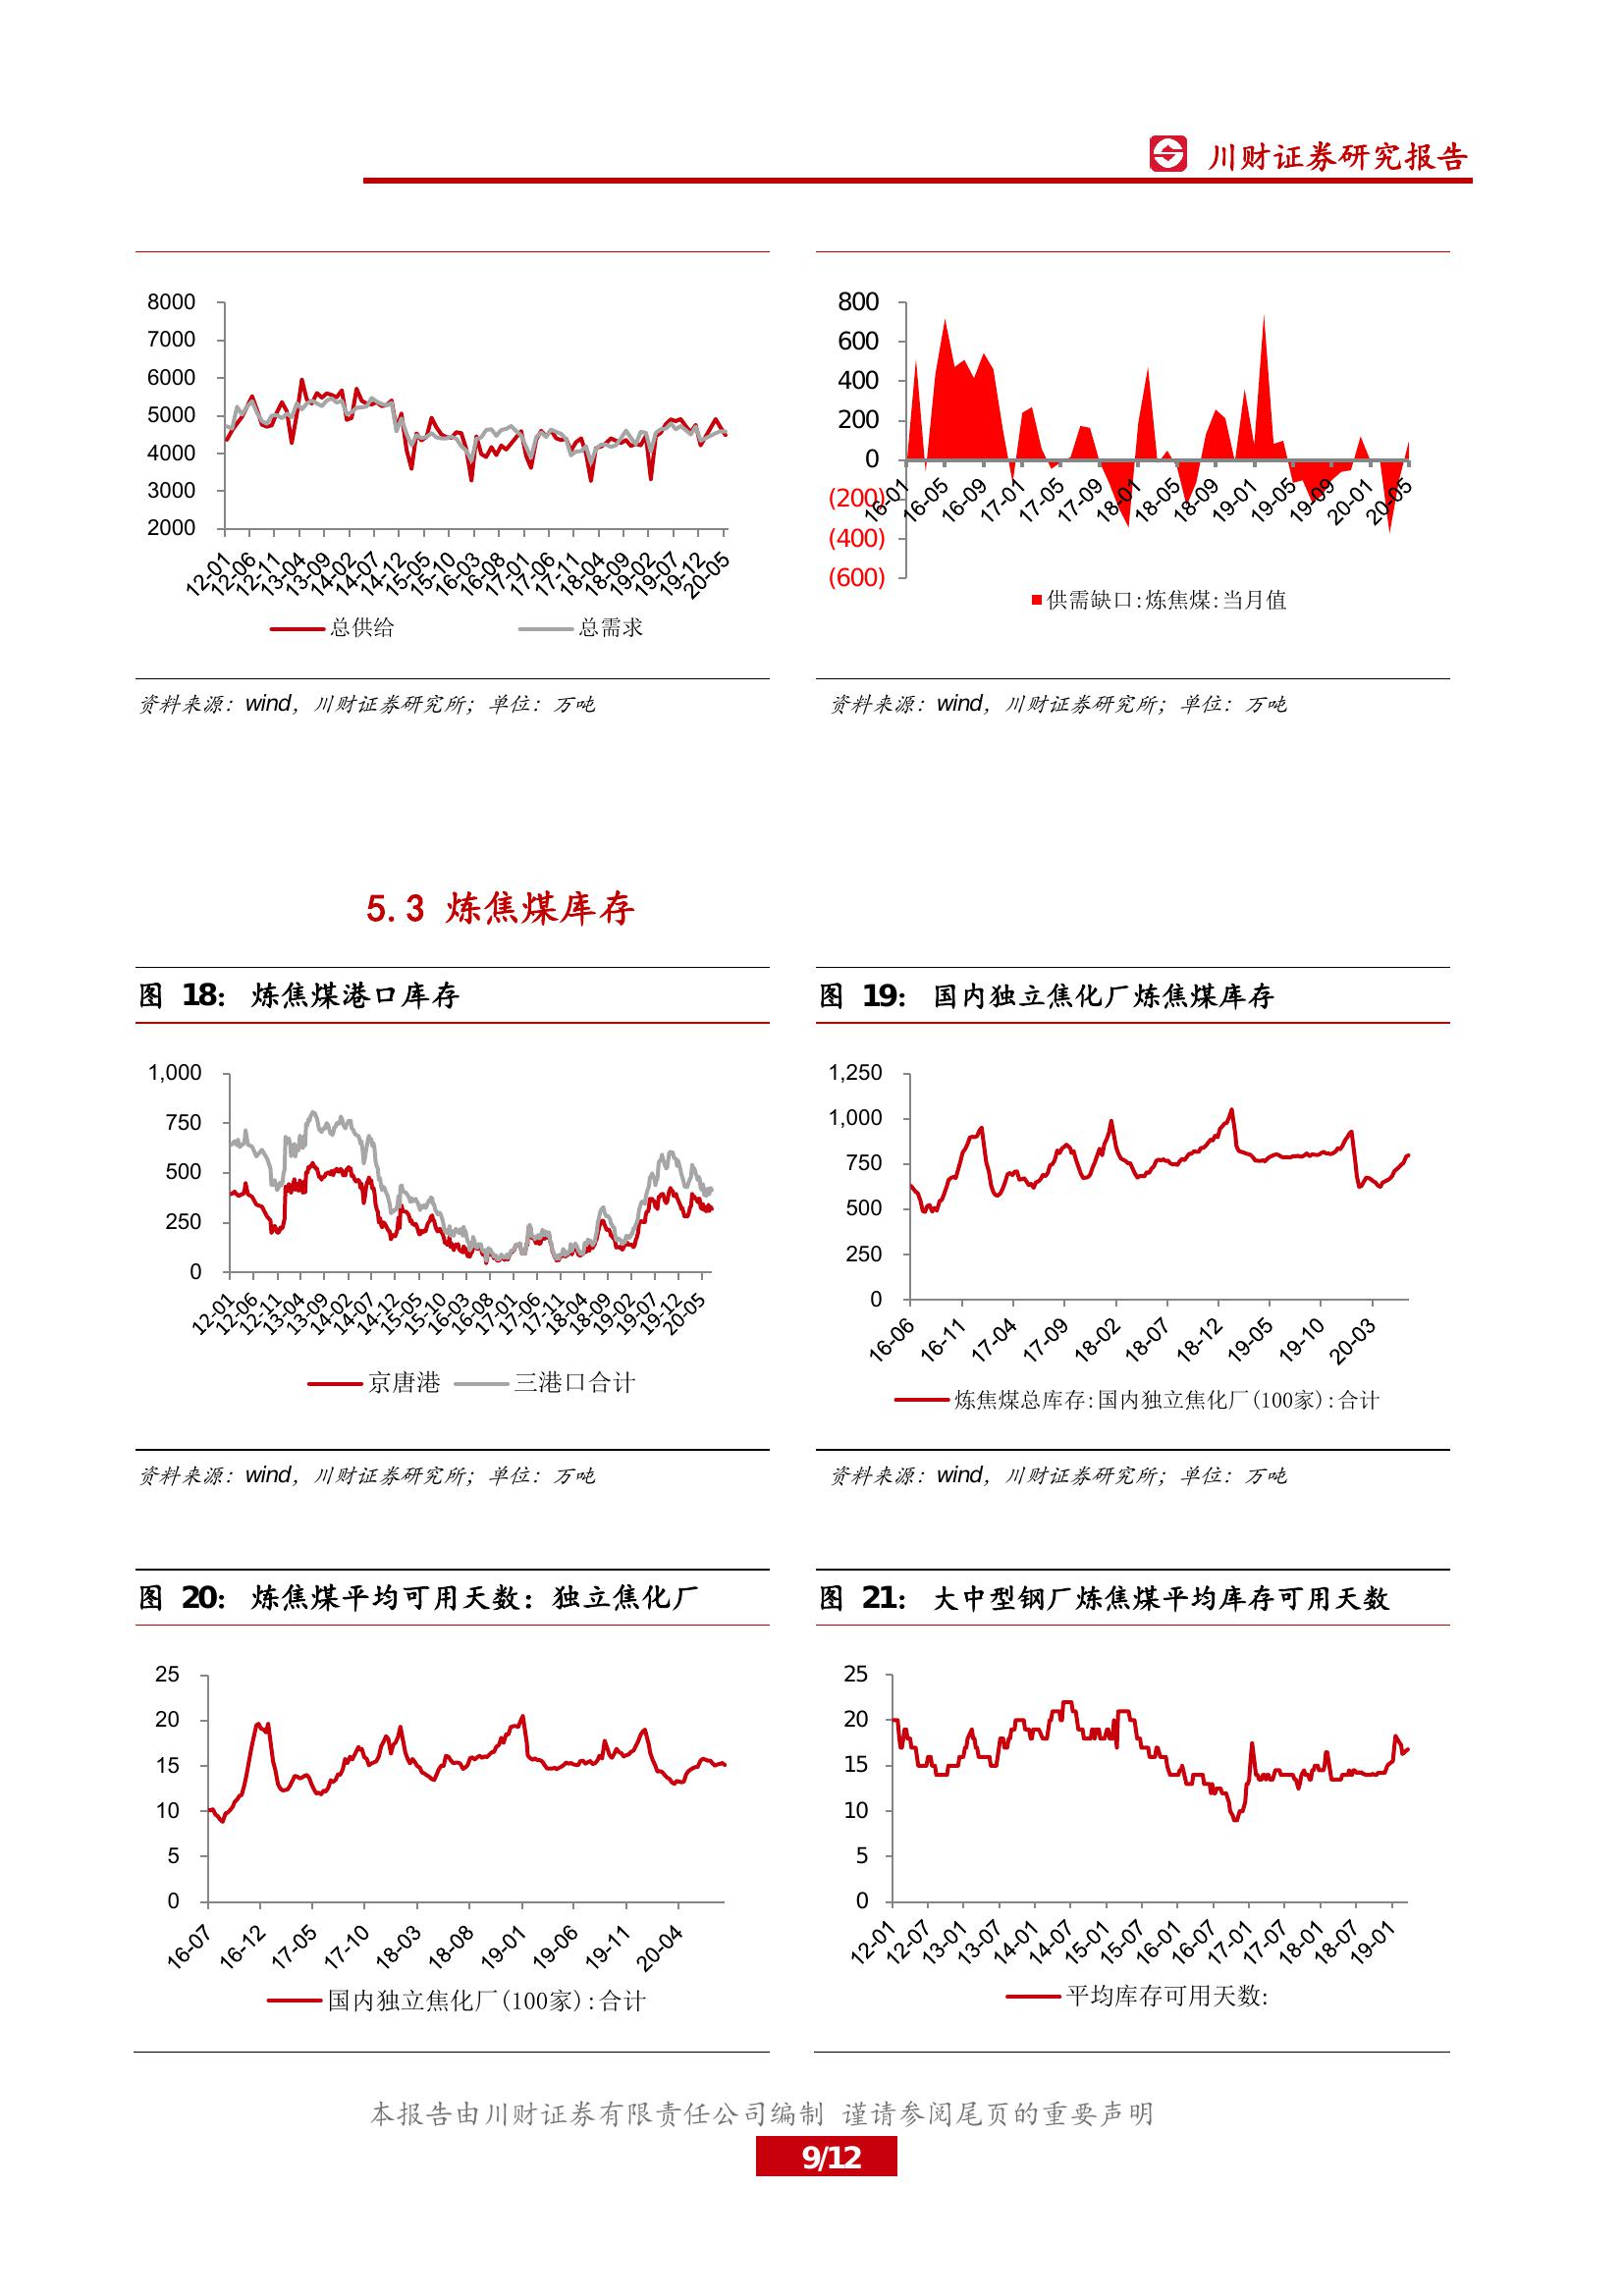 川财证券研究报告
8000
7000
6000
5000
4000
3000
2000
12-01 12-06 12-11 13-04 13-09 14-02 14-07 14-12 15-05 15-10 16-03 16-08 17-01 17-06 17-11 18-04 18-09 19-02 19-07 19-12 20-05
总供给 总需求
资料来源：wind，川财证券研究所；单位：万吨
800
600
400
200
0
(200)
(400)
(600)
16-01 16-05 16-09 17-01 17-05 17-09 18-01 18-05 18-09 19-01 19-05 19-09 20-01 20-05
供需缺口:炼焦煤:当月值
资料来源：wind，川财证券研究所；单位：万吨
5.3 炼焦煤库存
图 18： 炼焦煤港口库存
1,000
750
500
250
0
12-01 12-06 12-11 13-04 13-09 14-02 14-07 14-12 15-05 15-10 16-03 16-08 17-01 17-06 17-11 18-04 18-09 19-02 19-07 19-12 20-05
京唐港 三港口合计
资料来源：wind，川财证券研究所；单位：万吨
图 19： 国内独立焦化厂炼焦煤库存
1,250
1,000
750
500
250
0
16-06 16-11 17-04 17-09 18-02 18-07 18-12 19-05 19-10 20-03
炼焦煤总库存:国内独立焦化厂(100家):合计
资料来源：wind，川财证券研究所；单位：万吨
图 20： 炼焦煤平均可用天数：独立焦化厂
25
20
15
10
5
0
16-07 16-12 17-05 17-10 18-03 18-08 19-01 19-06 19-11 20-04
国内独立焦化厂(100家):合计
图 21： 大中型钢厂炼焦煤平均库存可用天数
25
20
15
10
5
0
12-01 12-07 13-01 13-07 14-01 14-07 15-01 15-07 16-01 16-07 17-01 17-07 18-01 18-07 19-01
平均库存可用天数:
本报告由川财证券有限责任公司编制 谨请参阅尾页的重要声明
9/12